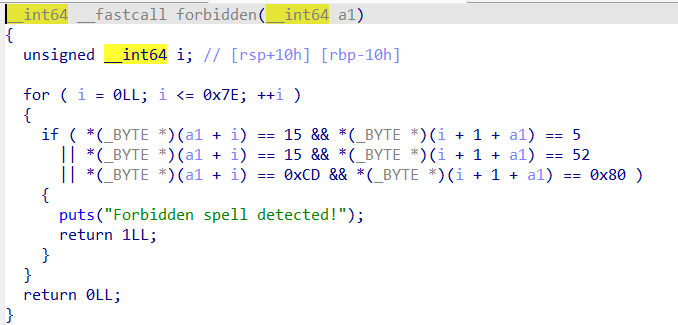 __int64 __fastcall forbidden(__int64 a1)
{
  unsigned __int64 i; // [rsp+10h] [rbp-10h]

  for ( i = 0LL; i <= 0x7E; ++i )
  {
    if ( *(_BYTE *)(a1 + i) == 15 && *(_BYTE *)(i + 1 + a1) == 5
      || *(_BYTE *)(a1 + i) == 15 && *(_BYTE *)(i + 1 + a1) == 52
      || *(_BYTE *)(a1 + i) == 0xCD && *(_BYTE *)(i + 1 + a1) == 0x80 )
    {
      puts("Forbidden spell detected!");
      return 1LL;
    }
  }
  return 0LL;
}